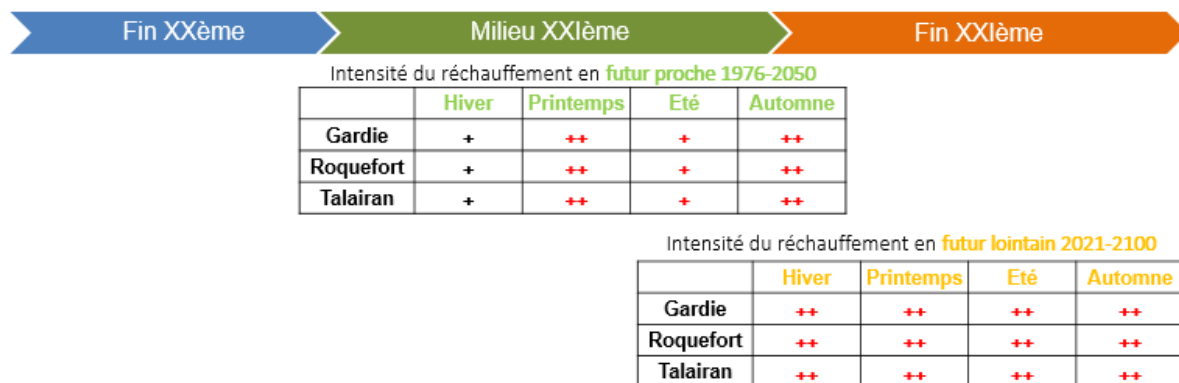 Fin XXème Milieu XXIème Fin XXIème
Intensité du réchauffement en futur proche 1976-2050
Hiver Printemps Eté Automne
Gardie + ++ + ++
Roquefort + ++ + ++
Talairan + ++ + ++
Intensité du réchauffement en futur lointain 2021-2100
Hiver Printemps Eté Automne
Gardie ++ ++ ++ ++
Roquefort ++ ++ ++ ++
Talairan ++ ++ ++ ++